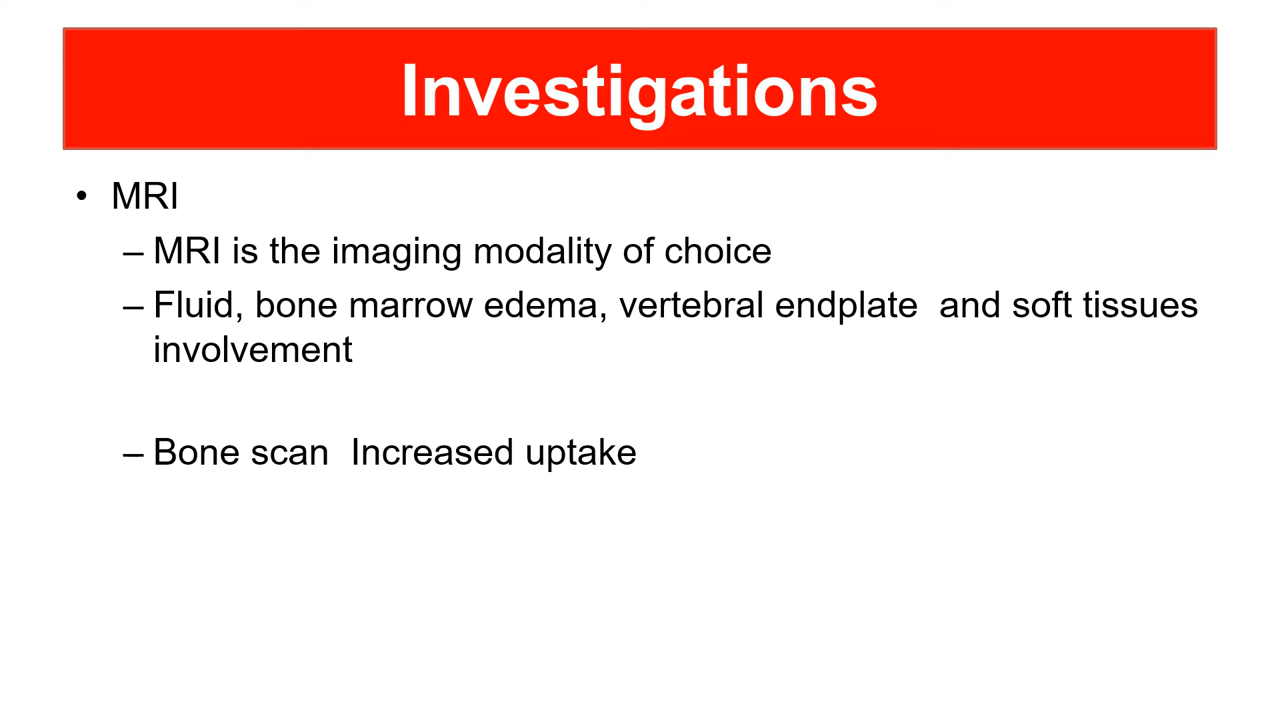 Investigations
• MRI
– MRI is the imaging modality of choice
– Fluid, bone marrow edema, vertebral endplate  and soft tissues
involvement
– Bone scan  Increased uptake